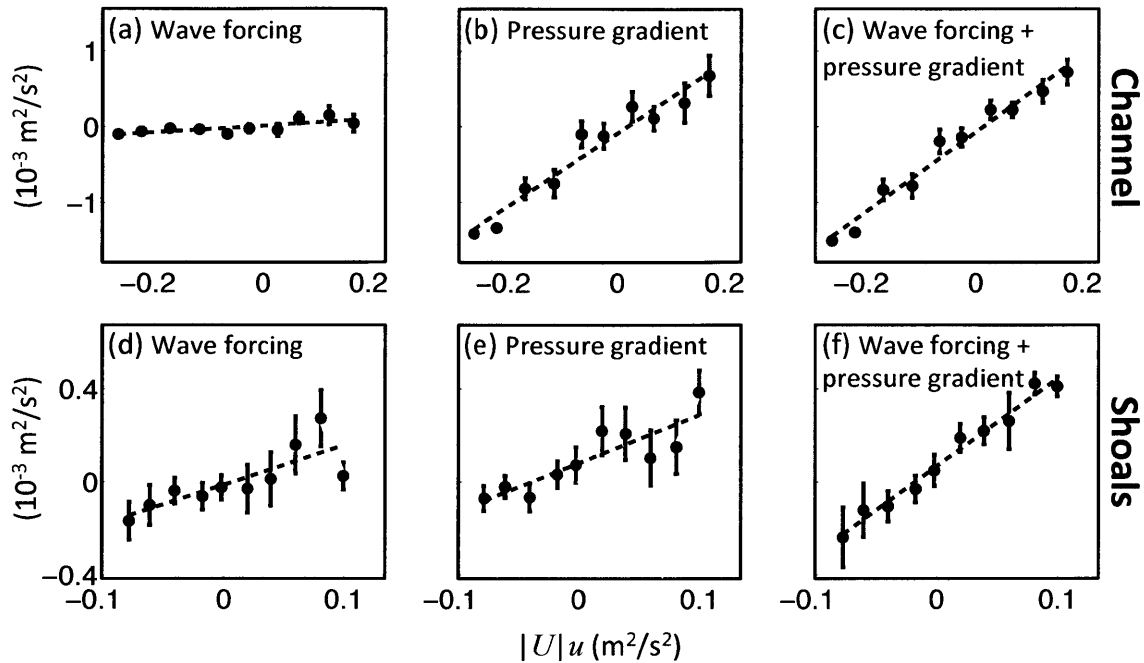 (a) Wave forcing
(b) Pressure gradient
(c) Wave forcing +
pressure gradient
Channel
1
0
−1
(10⁻³ m²/s²)
−0.2 0 0.2
−0.2 0 0.2
−0.2 0 0.2
(d) Wave forcing
(e) Pressure gradient
(f) Wave forcing +
pressure gradient
Shoals
0.4
0
−0.4
(10⁻³ m²/s²)
−0.1 0 0.1
−0.1 0 0.1
−0.1 0 0.1
|U|u (m²/s²)